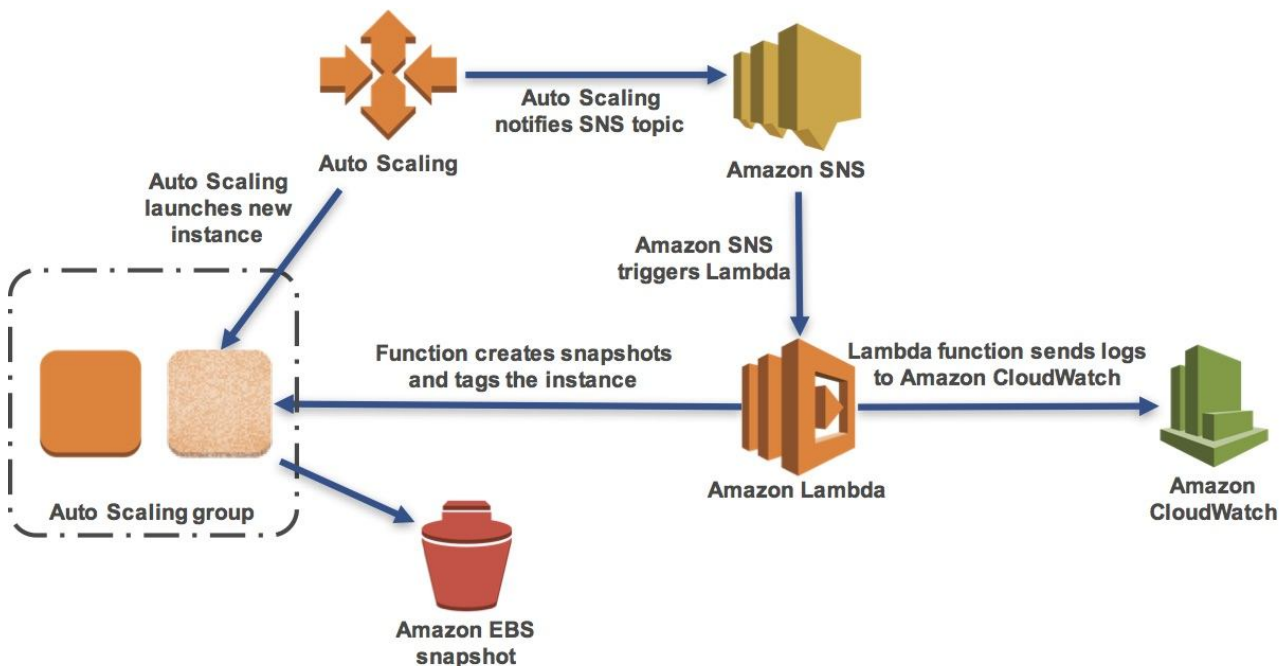 Auto Scaling
notifies SNS topic
Auto Scaling
Amazon SNS
Auto Scaling
launches new
instance
Amazon SNS
triggers Lambda
Function creates snapshots
and tags the instance
Lambda function sends logs
to Amazon CloudWatch
Auto Scaling group
Amazon Lambda
Amazon
CloudWatch
Amazon EBS
snapshot